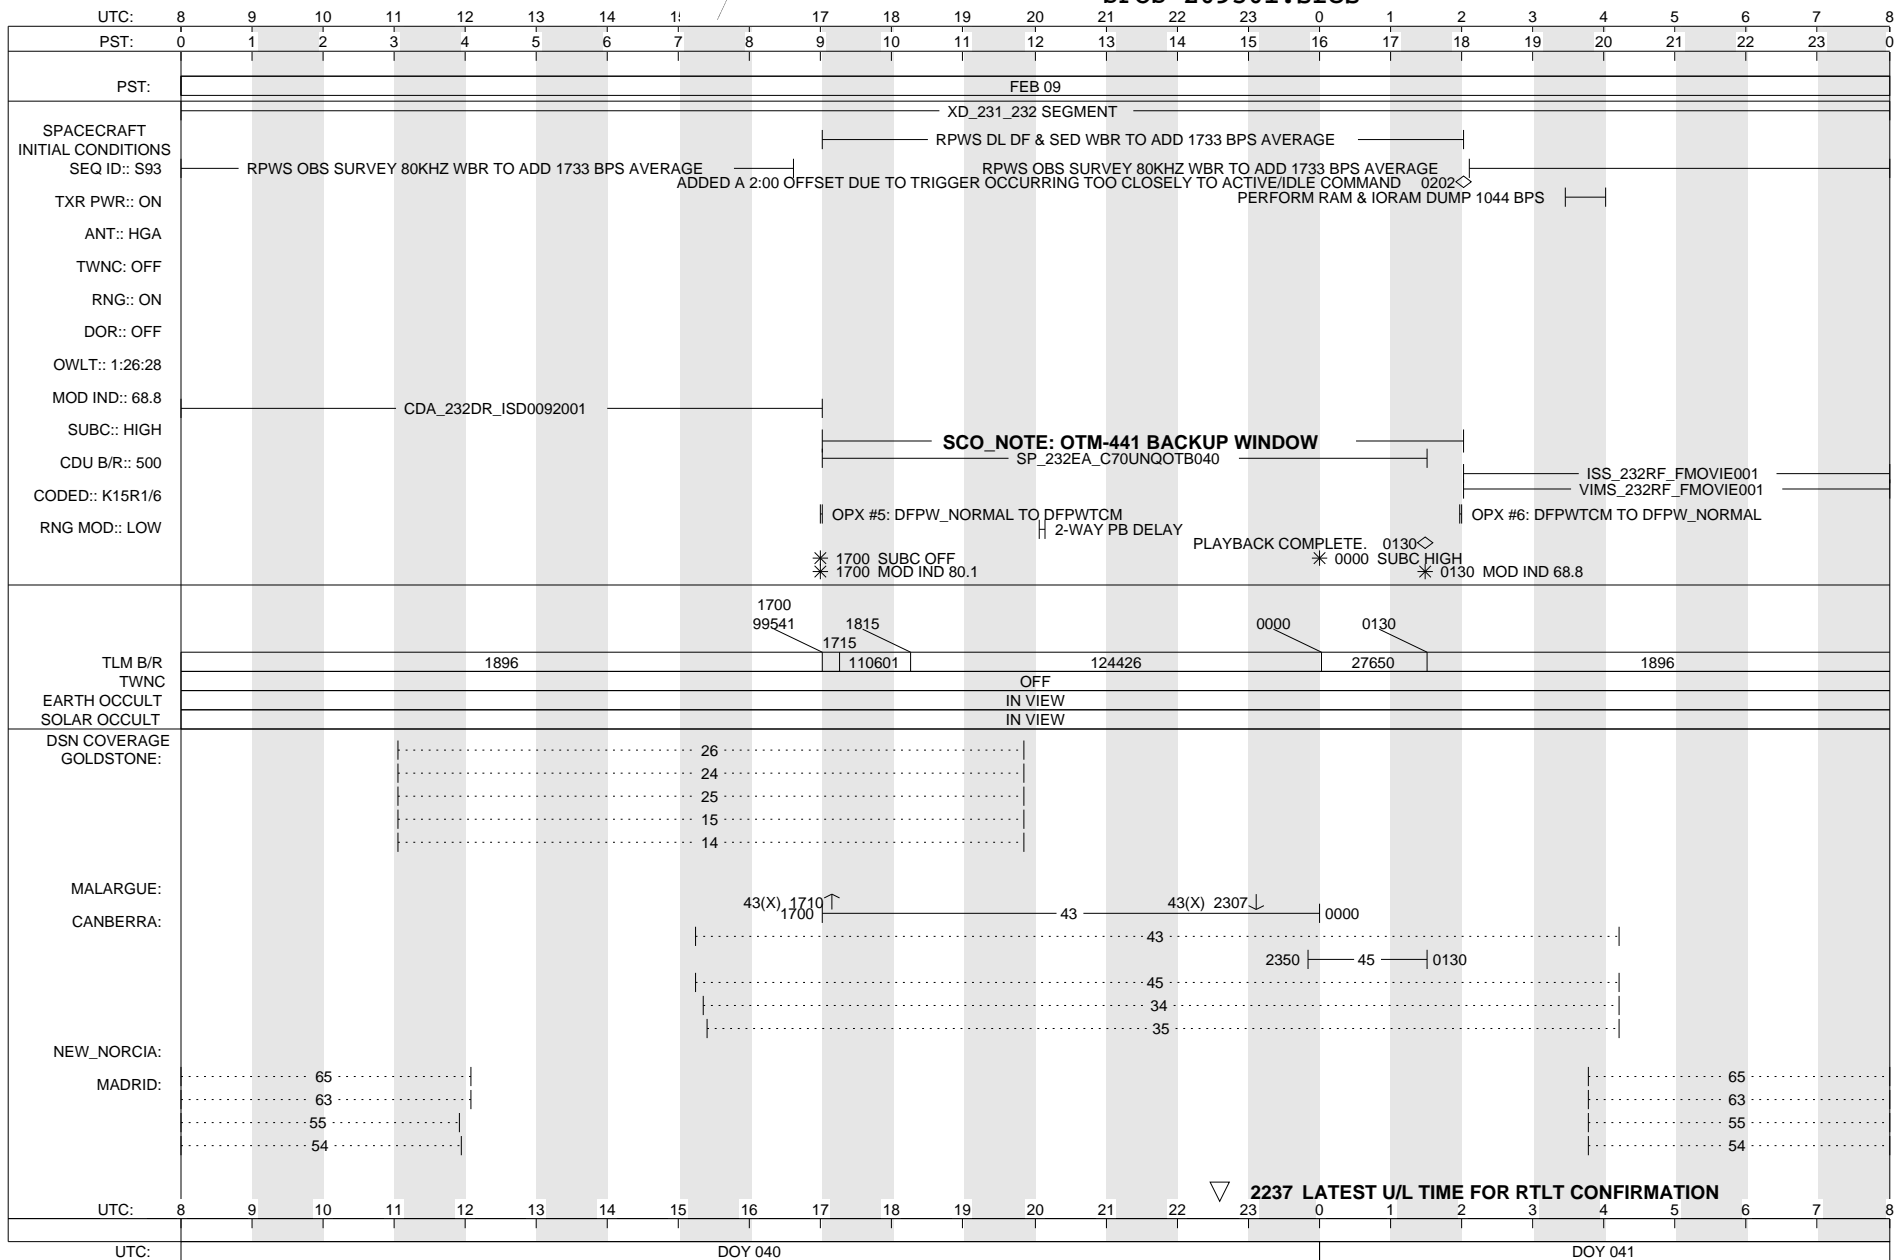 UTC: 8 9 10 11 12 13 14 17 18 19 20 21 22 23 0 1 2 3 4 5 6 7 8
PST: 0 1 2 3 4 5 6 7 8 9 10 11 12 13 14 15 16 17 18 19 20 21 22 23 0
PST: FEB 09
XD_231_232 SEGMENT
SPACECRAFT
INITIAL CONDITIONS
RPWS DL DF & SED WBR TO ADD 1733 BPS AVERAGE
SEQ ID:: S93
RPWS OBS SURVEY 80KHZ WBR TO ADD 1733 BPS AVERAGE
RPWS OBS SURVEY 80KHZ WBR TO ADD 1733 BPS AVERAGE
ADDED A 2:00 OFFSET DUE TO TRIGGER OCCURRING TOO CLOSELY TO ACTIVE/IDLE COMMAND 0202
TXR PWR:: ON
PERFORM RAM & IORAM DUMP 1044 BPS
ANT:: HGA
TWNC: OFF
RNG:: ON
DOR:: OFF
OWLT:: 1:26:28
MOD IND:: 68.8
CDA_232DR_ISD0092001
SUBC:: HIGH
SCO_NOTE: OTM-441 BACKUP WINDOW
CDU B/R:: 500
SP_232EA_C70UNQOTB040
ISS_232RF_FMOVIE001
CODED:: K15R1/6
VIMS_232RF_FMOVIE001
OPX #5: DFPW_NORMAL TO DFPWTCM
OPX #6: DFPWTCM TO DFPW_NORMAL
RNG MOD:: LOW
2-WAY PB DELAY
PLAYBACK COMPLETE. 0130
1700 SUBC OFF
0000 SUBC HIGH
1700 MOD IND 80.1
0130 MOD IND 68.8
1700
99541 1815 0000 0130
1715
TLM B/R 1896 110601 124426 27650 1896
TWNC OFF
EARTH OCCULT IN VIEW
SOLAR OCCULT IN VIEW
DSN COVERAGE
GOLDSTONE:
26
24
25
15
14
MALARGUE:
43(X) 1710 43(X) 2307
CANBERRA:
1700 43 0000
43
2350 45 0130
45
34
35
NEW_NORCIA:
MADRID:
65 65
63 63
55 55
54 54
2237 LATEST U/L TIME FOR RTLT CONFIRMATION
UTC: 8 9 10 11 12 13 14 15 16 17 18 19 20 21 22 23 0 1 2 3 4 5 6 7 8
UTC: DOY 040 DOY 041